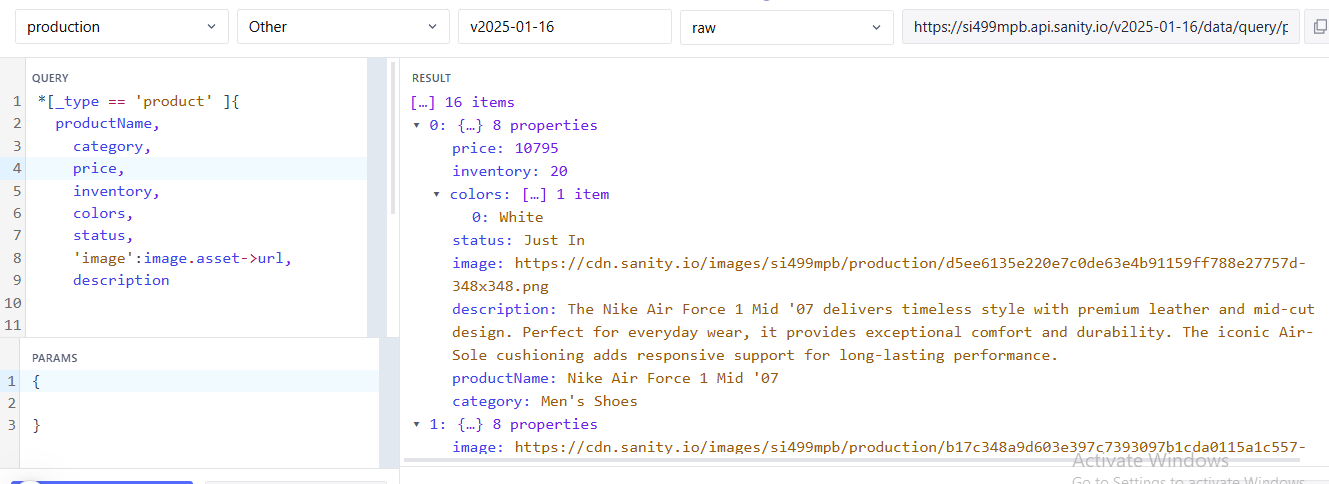 production Other v2025-01-16 raw https://si499mpb.api.sanity.io/v2025-01-16/data/query/p
QUERY
1 *[_type == 'product' ]{
2 productName,
3 category,
4 price,
5 inventory,
6 colors,
7 status,
8 'image':image.asset->url,
9 description
10
11
PARAMS
1 {
2
3 }
RESULT
[…] 16 items
▾ 0: {…} 8 properties
price: 10795
inventory: 20
▾ colors: […] 1 item
0: White
status: Just In
image: https://cdn.sanity.io/images/si499mpb/production/d5ee6135e220e7c0de63e4b91159ff788e27757d-
348x348.png
description: The Nike Air Force 1 Mid '07 delivers timeless style with premium leather and mid-cut
design. Perfect for everyday wear, it provides exceptional comfort and durability. The iconic Air-
Sole cushioning adds responsive support for long-lasting performance.
productName: Nike Air Force 1 Mid '07
category: Men's Shoes
▾ 1: {…} 8 properties
image: https://cdn.sanity.io/images/si499mpb/production/b17c348a9d603e397c7393097b1cda0115a1c557-
Activate Windows
Go to Settings to activate Windows.